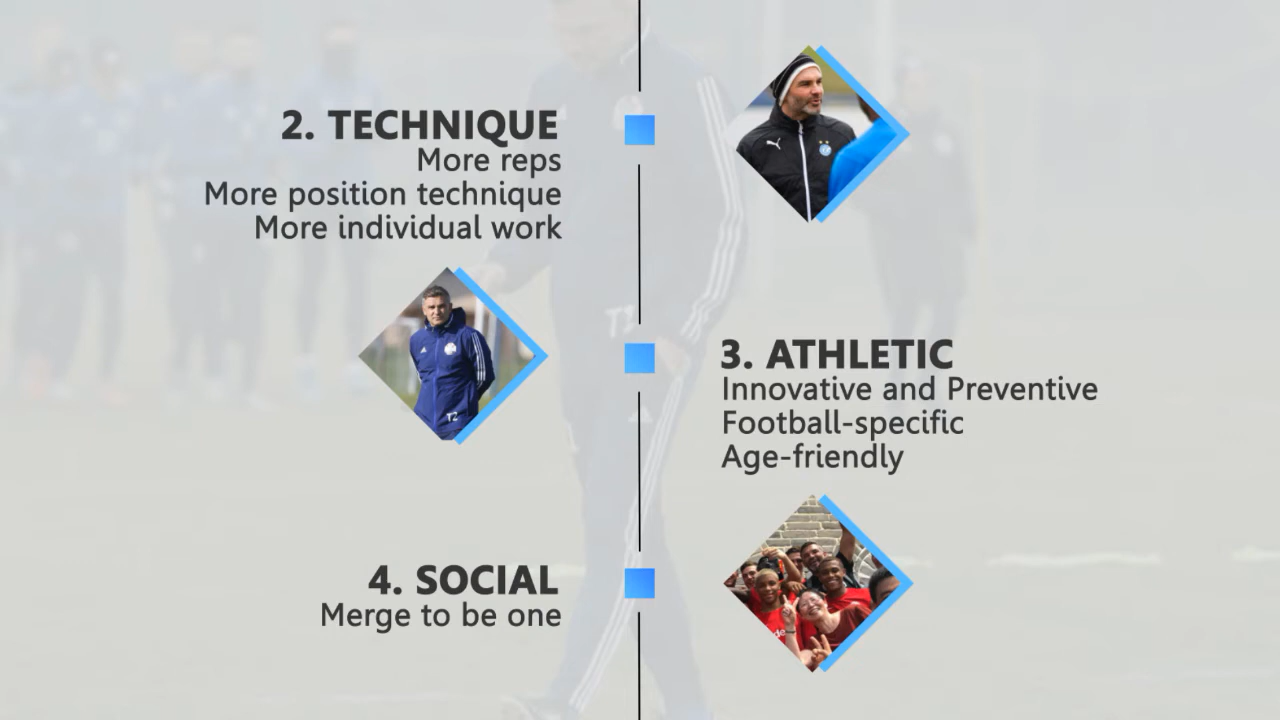 2. TECHNIQUE
More reps
More position technique
More individual work
T2
3. ATHLETIC
Innovative and Preventive
Football-specific
Age-friendly
4. SOCIAL
Merge to be one